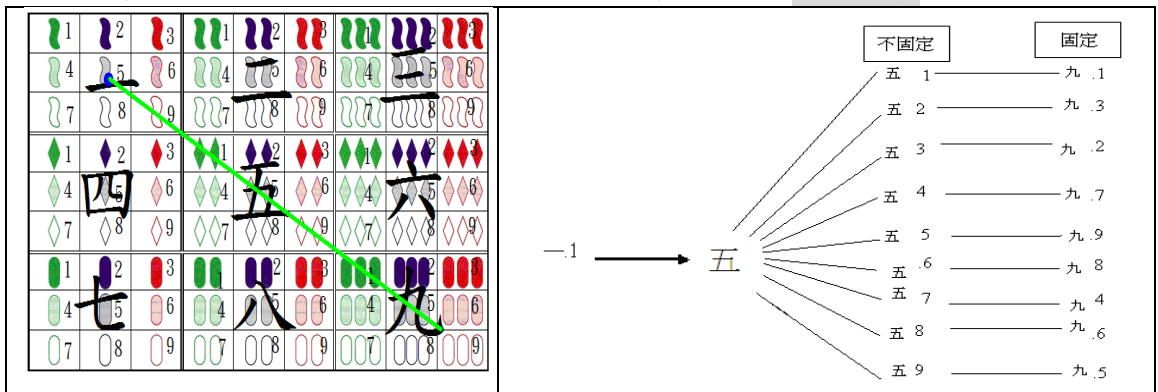 1 2 3 1 2 3 1 2 3
4 5 6 4 5 6 4 5 6
一 二 三
7 8 9 7 8 9 7 8 9
1 2 3 1 2 3 1 2 3
4 5 6 4 5 6 4 5 6
四 五 六
7 8 9 7 8 9 7 8 9
1 2 3 1 2 3 1 2 3
4 5 6 4 5 6 4 5 6
七 八 九
7 8 9 7 8 9 7 8 9
不固定 固定
五 1 九 .1
五 2 九 .3
五 3 九 .2
五 4 九 .7
五 5 九 .9
一.1 五
五 .6 九 8
五 7 九 4
五 8 九 .6
五 9 九 .5